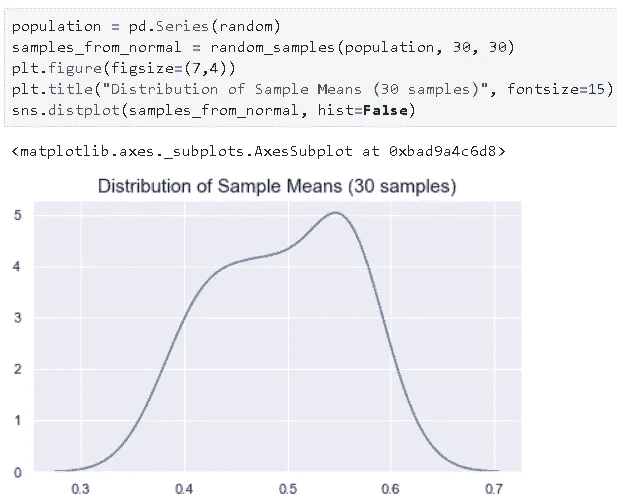 population = pd.Series(random)
samples_from_normal = random_samples(population, 30, 30)
plt.figure(figsize=(7,4))
plt.title("Distribution of Sample Means (30 samples)", fontsize=15)
sns.distplot(samples_from_normal, hist=False)
<matplotlib.axes._subplots.AxesSubplot at 0xbad9a4c6d8>
Distribution of Sample Means (30 samples)
5
4
3
2
1
0
0.3 0.4 0.5 0.6 0.7